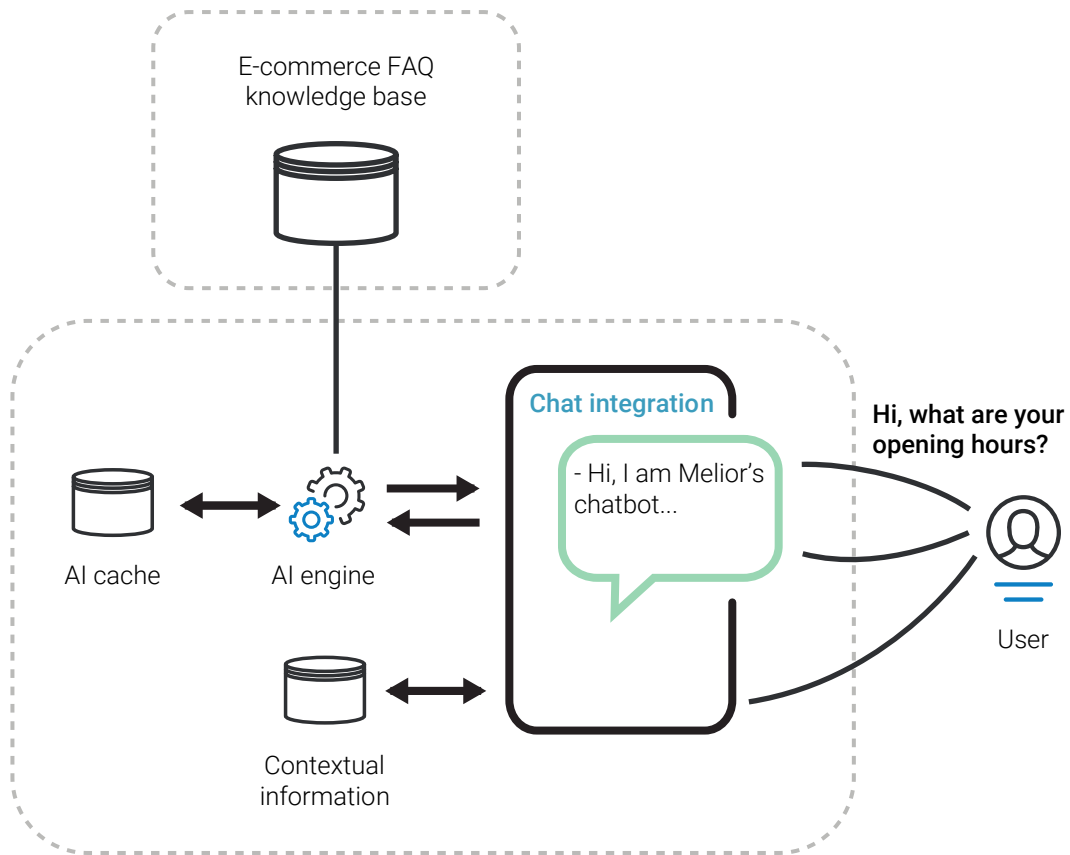 E-commerce FAQ
knowledge base
Chat integration
- Hi, I am Melior’s
chatbot...
Hi, what are your
opening hours?
AI cache
AI engine
User
Contextual
information